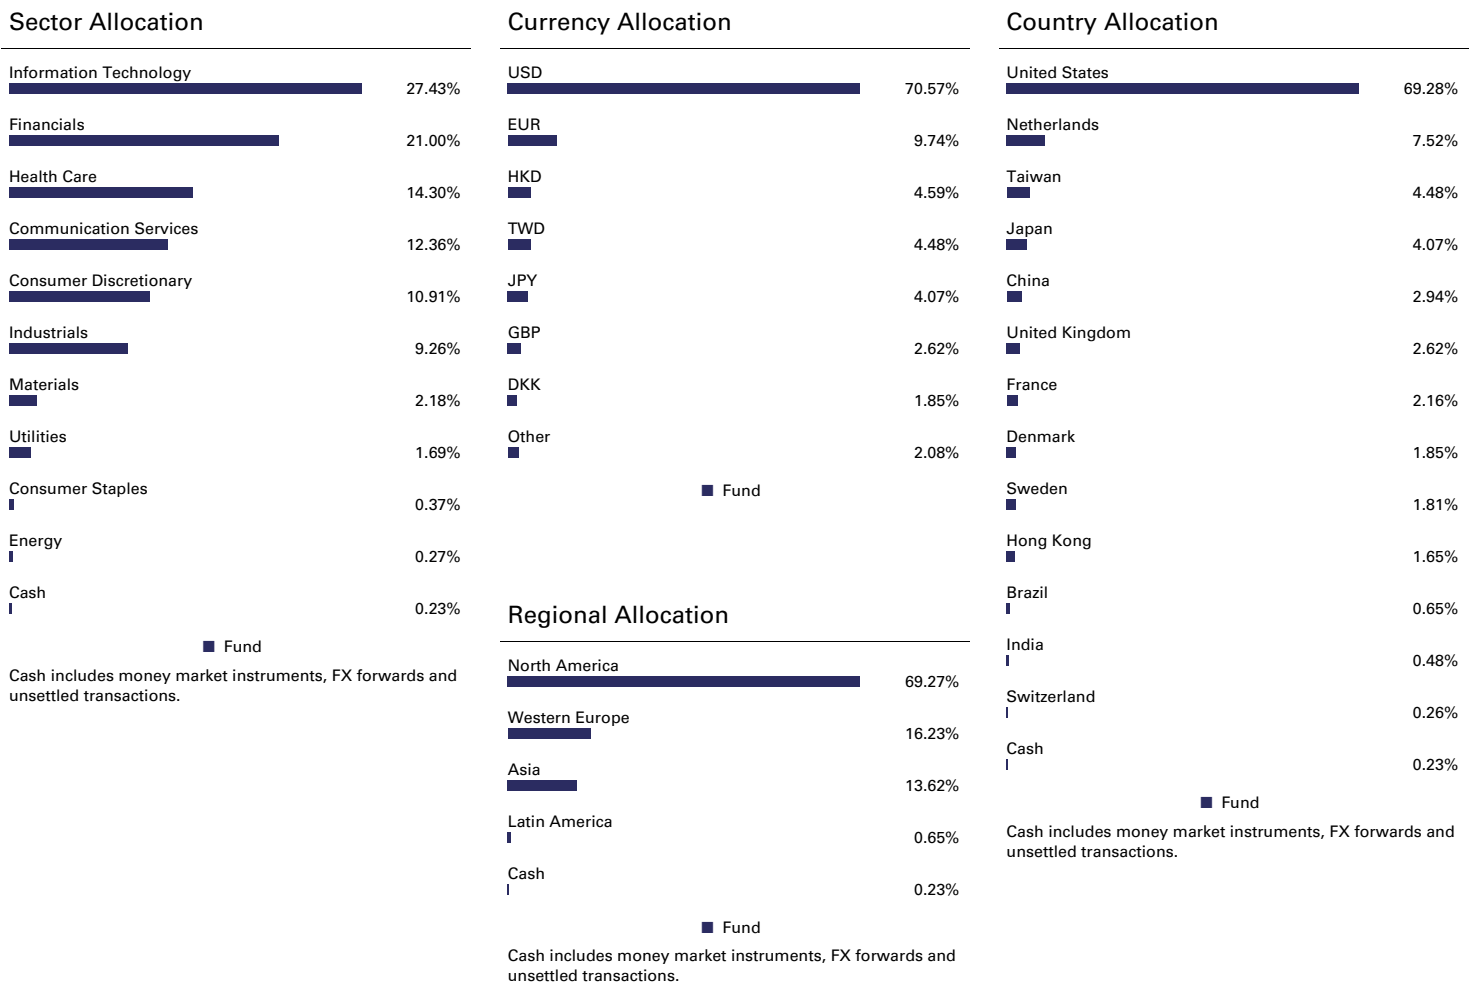 Sector Allocation
Information Technology
27.43%
Financials
21.00%
Health Care
14.30%
Communication Services
12.36%
Consumer Discretionary
10.91%
Industrials
9.26%
Materials
2.18%
Utilities
1.69%
Consumer Staples
0.37%
Energy
0.27%
Cash
0.23%
Fund
Cash includes money market instruments, FX forwards and
unsettled transactions.
Currency Allocation
USD
70.57%
EUR
9.74%
HKD
4.59%
TWD
4.48%
JPY
4.07%
GBP
2.62%
DKK
1.85%
Other
2.08%
Fund
Regional Allocation
North America
69.27%
Western Europe
16.23%
Asia
13.62%
Latin America
0.65%
Cash
0.23%
Fund
Cash includes money market instruments, FX forwards and
unsettled transactions.
Country Allocation
United States
69.28%
Netherlands
7.52%
Taiwan
4.48%
Japan
4.07%
China
2.94%
United Kingdom
2.62%
France
2.16%
Denmark
1.85%
Sweden
1.81%
Hong Kong
1.65%
Brazil
0.65%
India
0.48%
Switzerland
0.26%
Cash
0.23%
Fund
Cash includes money market instruments, FX forwards and
unsettled transactions.